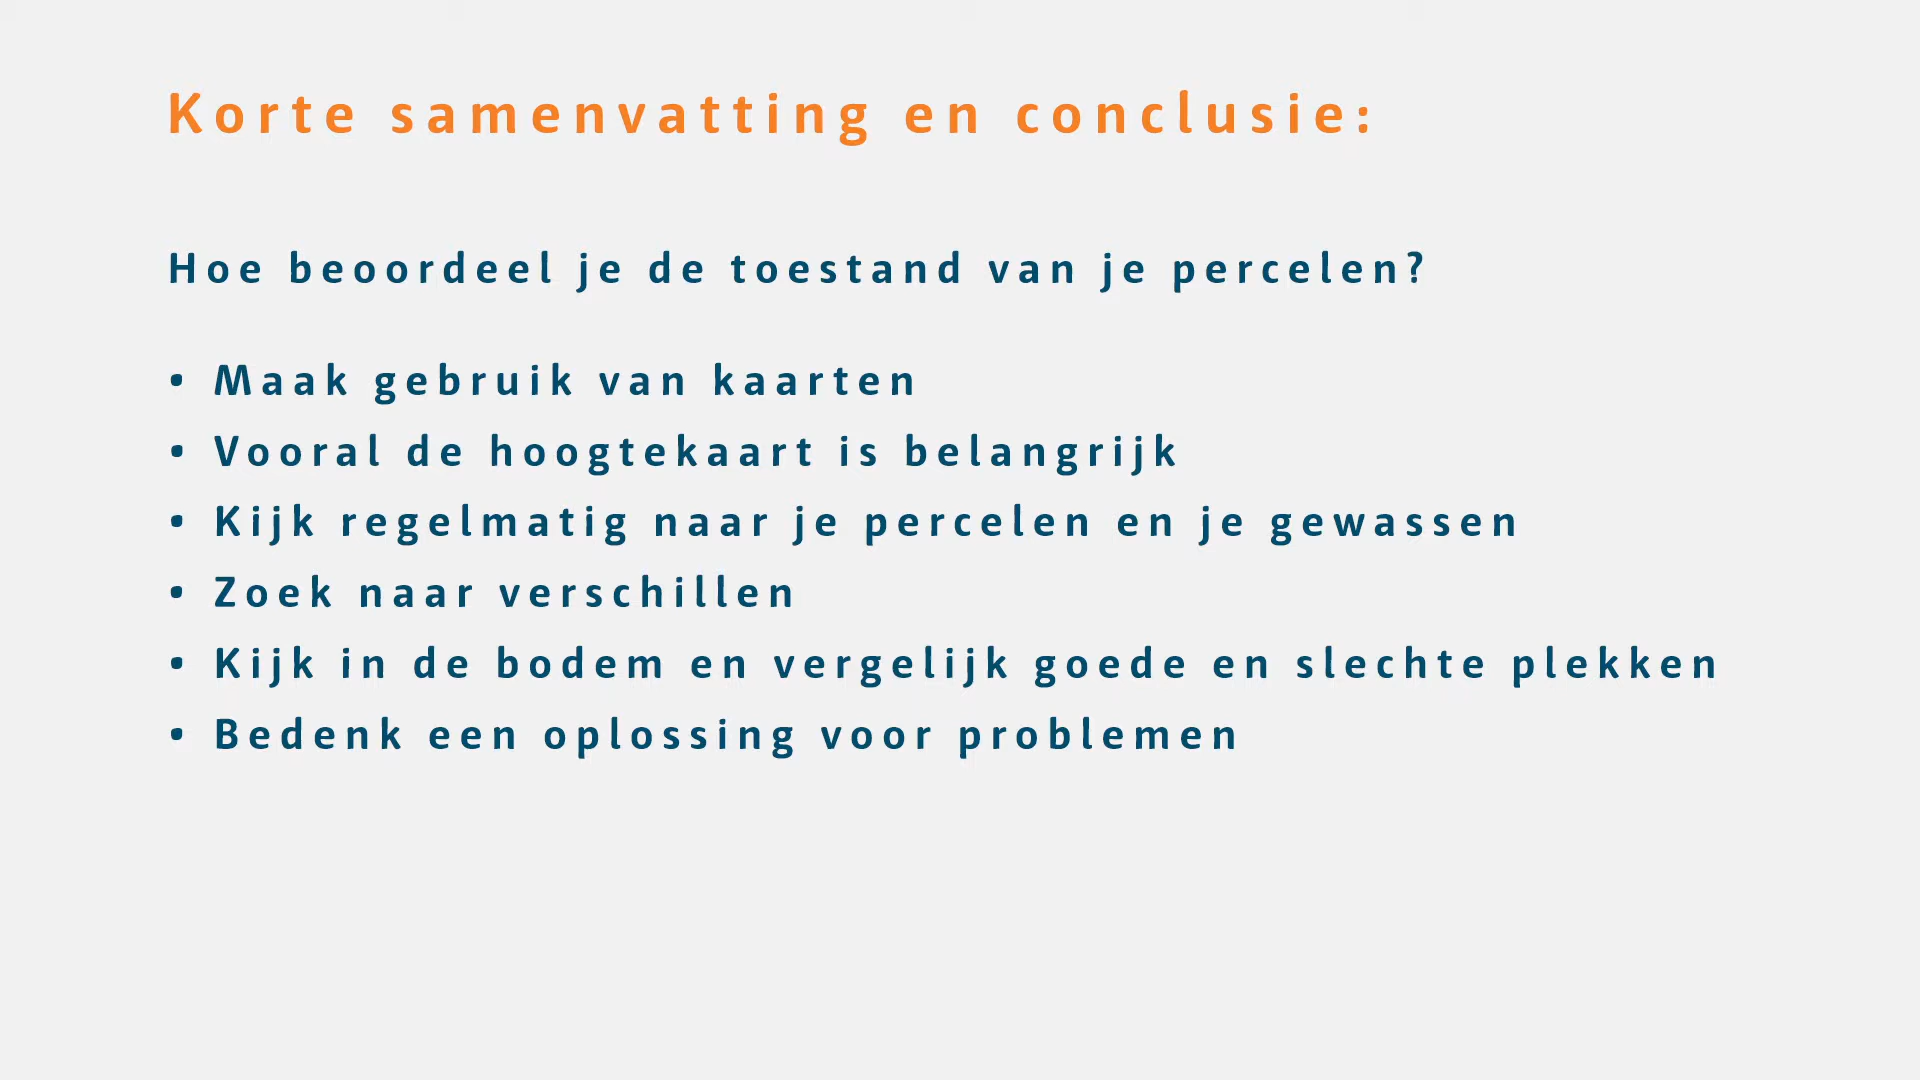 Korte samenvatting en conclusie:
Hoe beoordeel je de toestand van je percelen?
• Maak gebruik van kaarten
• Vooral de hoogtekaart is belangrijk
• Kijk regelmatig naar je percelen en je gewassen
• Zoek naar verschillen
• Kijk in de bodem en vergelijk goede en slechte plekken
• Bedenk een oplossing voor problemen